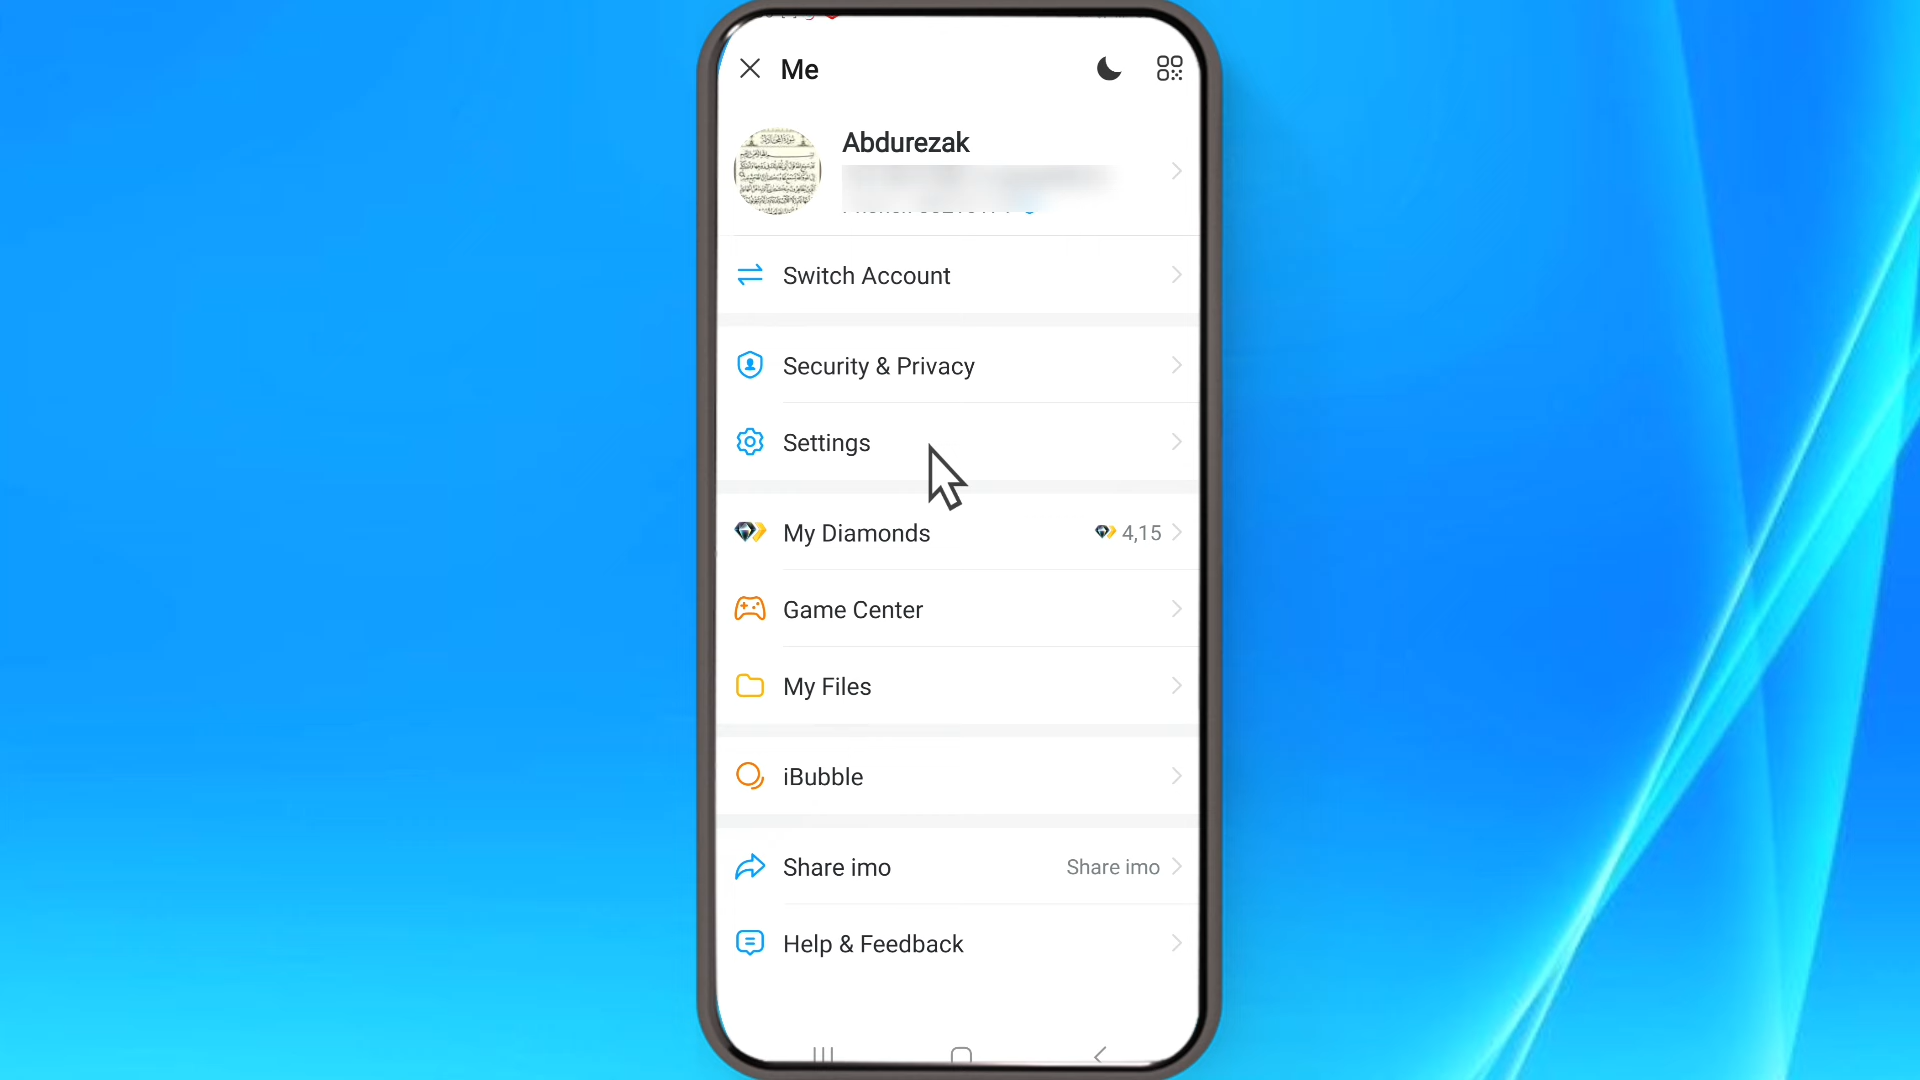 Me
Abdurezak
Switch Account
Security & Privacy
Settings
My Diamonds
4,15
Game Center
My Files
iBubble
Share imo
Share imo
Help & Feedback